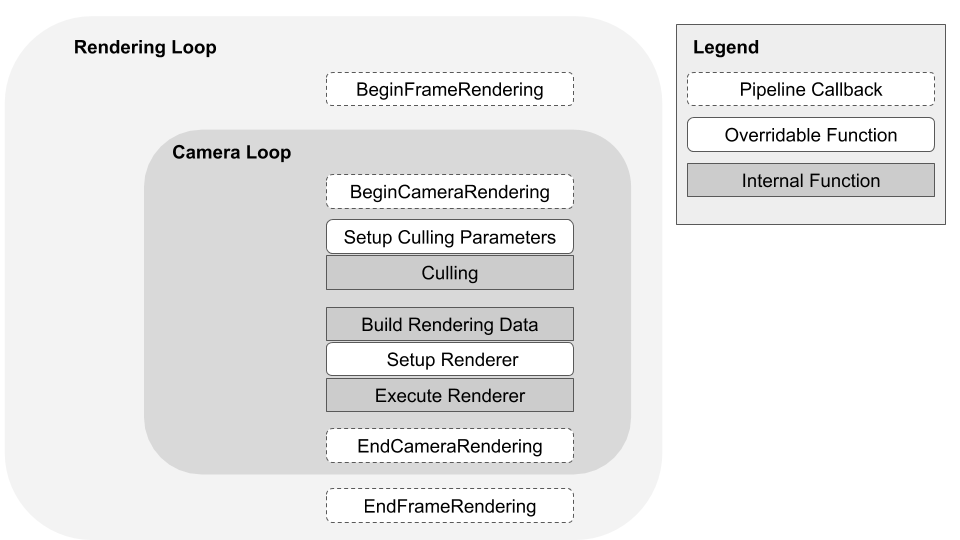 Rendering Loop
BeginFrameRendering
Camera Loop
BeginCameraRendering
Setup Culling Parameters
Culling
Build Rendering Data
Setup Renderer
Execute Renderer
EndCameraRendering
EndFrameRendering
Legend
Pipeline Callback
Overridable Function
Internal Function